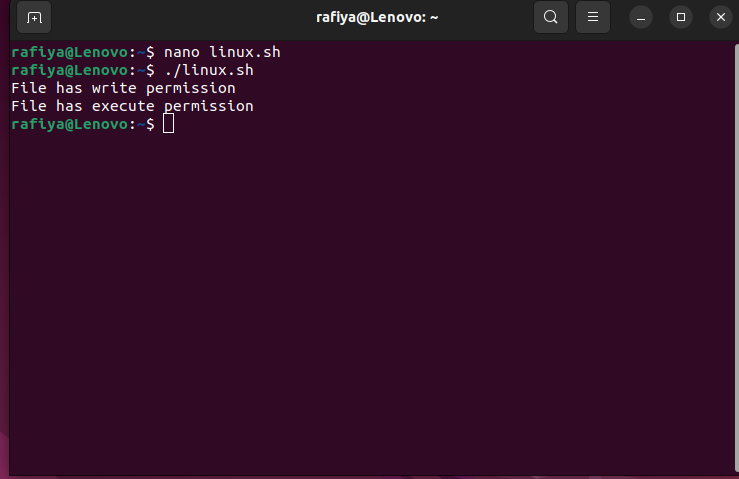 rafiya@Lenovo: ~
rafiya@Lenovo:~$ nano linux.sh
rafiya@Lenovo:~$ ./linux.sh
File has write permission
File has execute permission
rafiya@Lenovo:~$